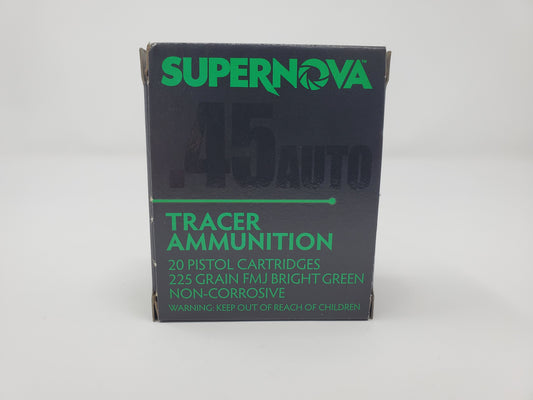 SUPERNOVA™
.45 AUTO
TRACER
AMMUNITION
20 PISTOL CARTRIDGES
225 GRAIN FMJ BRIGHT GREEN
NON-CORROSIVE
WARNING: KEEP OUT OF REACH OF CHILDREN